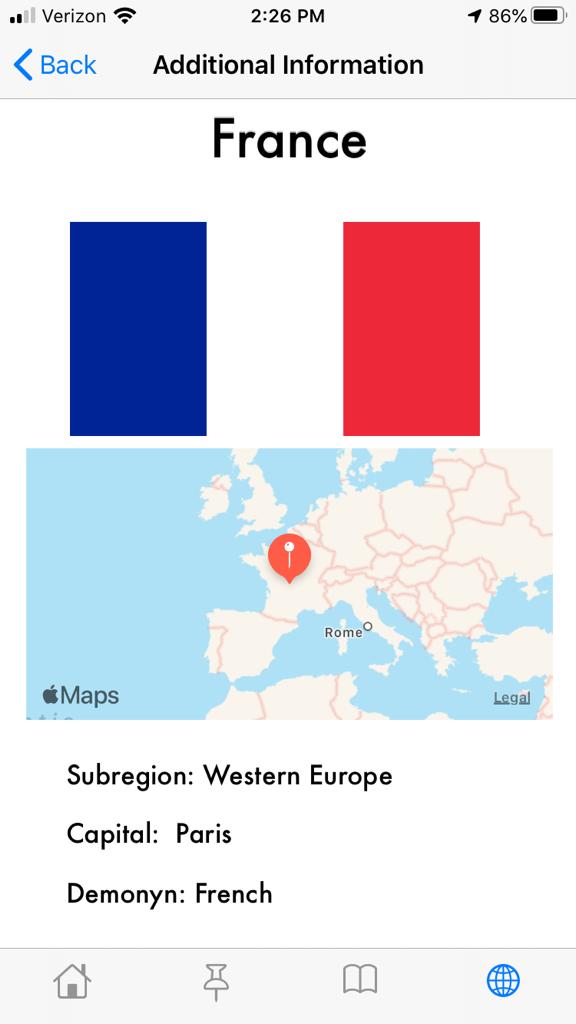 Verizon 2:26 PM 86%
Back Additional Information
France
Rome
Maps Legal
Subregion: Western Europe
Capital: Paris
Demonyn: French